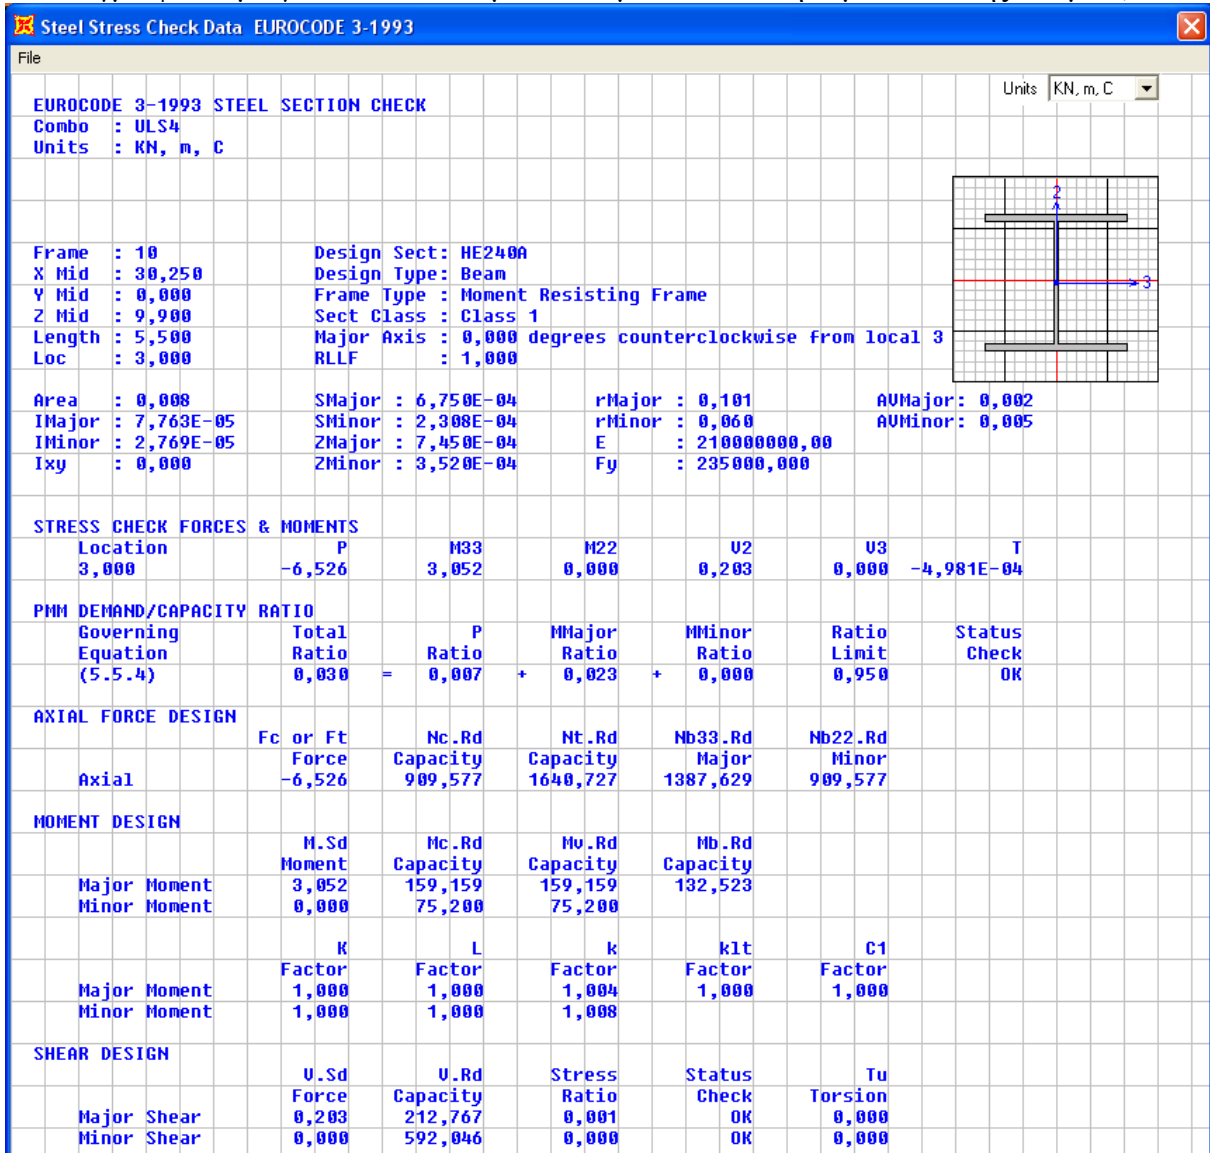 Steel Stress Check Data EUROCODE 3-1993
File
Units KN, m, C
EUROCODE 3-1993 STEEL SECTION CHECK
Combo : ULS4
Units : KN, m, C
2
3
Frame : 10 Design Sect: HE240A
X Mid : 30,250 Design Type: Beam
Y Mid : 0,000 Frame Type : Moment Resisting Frame
Z Mid : 9,900 Sect Class : Class 1
Length : 5,500 Major Axis : 0,000 degrees counterclockwise from local 3
Loc : 3,000 RLLF : 1,000
Area : 0,008 SMajor : 6,750E-04 rMajor : 0,101 AVMajor: 0,002
IMajor : 7,763E-05 SMinor : 2,308E-04 rMinor : 0,060 AVMinor: 0,005
IMinor : 2,769E-05 ZMajor : 7,450E-04 E : 210000000,00
Ixy : 0,000 ZMinor : 3,520E-04 Fy : 235000,000
STRESS CHECK FORCES & MOMENTS
Location P M33 M22 V2 V3 T
3,000 -6,526 3,052 0,000 0,203 0,000 -4,981E-04
PMM DEMAND/CAPACITY RATIO
Governing Total P MMajor MMinor Ratio Status
Equation Ratio Ratio Ratio Ratio Limit Check
(5.5.4) 0,030 = 0,007 + 0,023 + 0,000 0,950 OK
AXIAL FORCE DESIGN
Fc or Ft Nc.Rd Nt.Rd Nb33.Rd Nb22.Rd
Force Capacity Capacity Major Minor
Axial -6,526 909,577 1640,727 1387,629 909,577
MOMENT DESIGN
M.Sd Mc.Rd Mv.Rd Mb.Rd
Moment Capacity Capacity Capacity
Major Moment 3,052 159,159 159,159 132,523
Minor Moment 0,000 75,200 75,200
K L k klt C1
Factor Factor Factor Factor Factor
Major Moment 1,000 1,000 1,004 1,000 1,000
Minor Moment 1,000 1,000 1,008
SHEAR DESIGN
V.Sd V.Rd Stress Status Tu
Force Capacity Ratio Check Torsion
Major Shear 0,203 212,767 0,001 OK 0,000
Minor Shear 0,000 592,046 0,000 OK 0,000